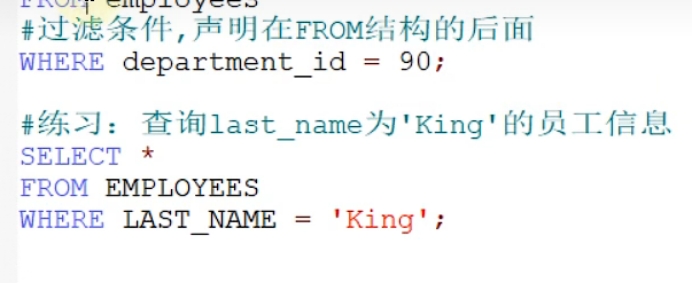 FROM employees
#过滤条件,声明在FROM结构的后面
WHERE department_id = 90;
#练习：查询last_name为'King'的员工信息
SELECT *
FROM EMPLOYEES
WHERE LAST_NAME = 'King';